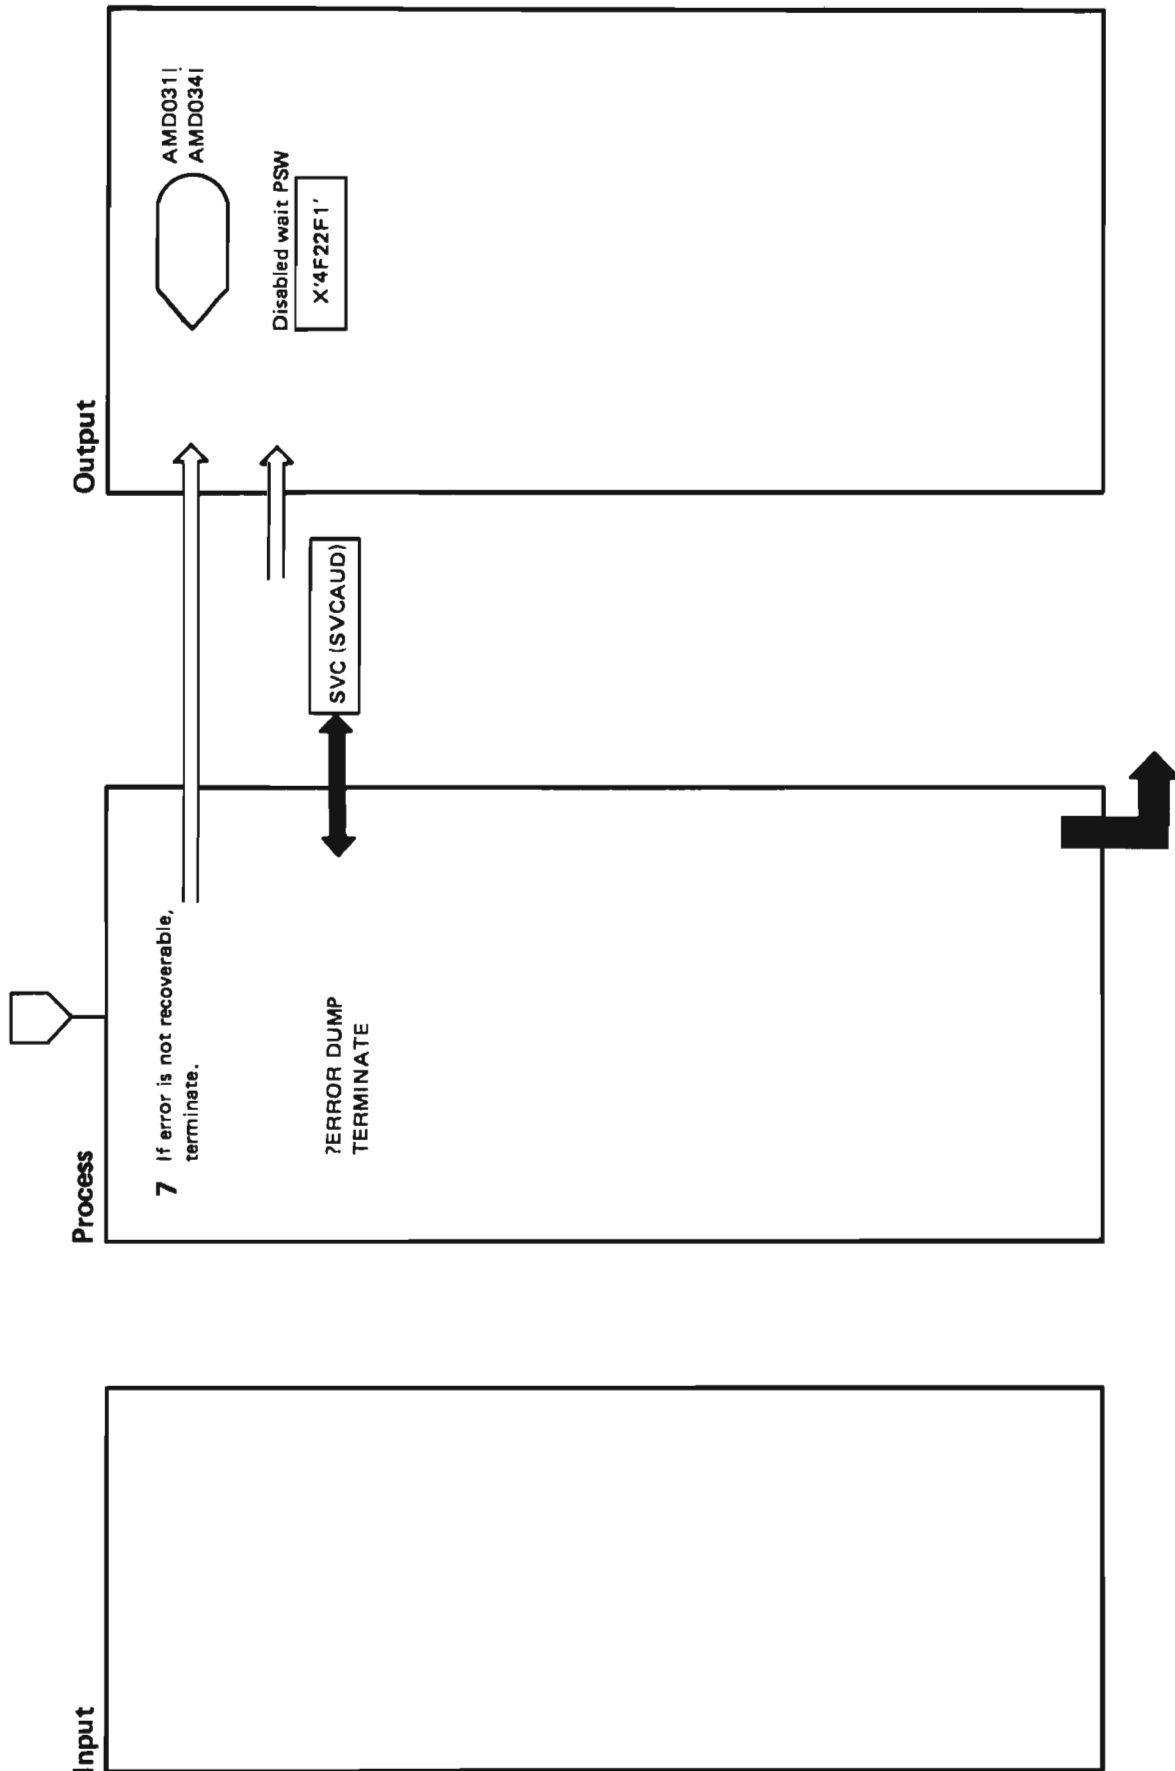 Input
Process
Output
7 If error is not recoverable,
terminate.
AMD031I
AMD034I
Disabled wait PSW
X'4F22F1'
?ERROR DUMP
TERMINATE
SVC (SVCAUD)